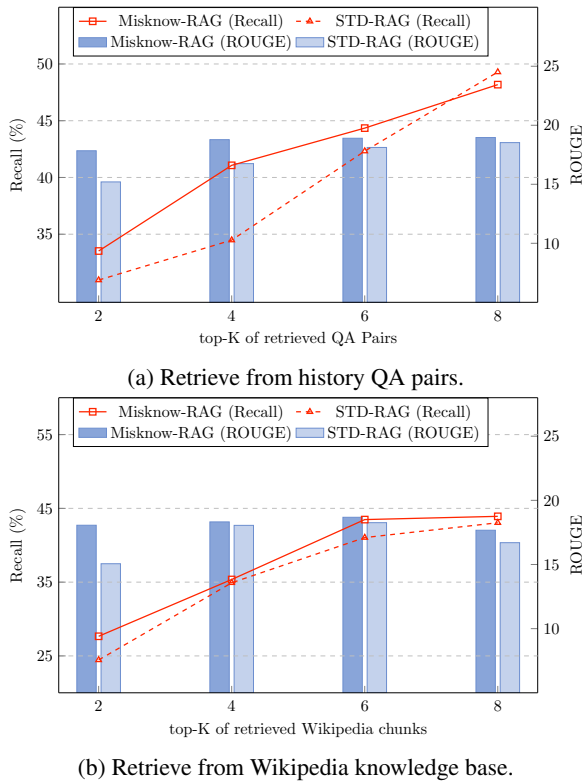 Misknow-RAG (Recall) STD-RAG (Recall)
Misknow-RAG (ROUGE) STD-RAG (ROUGE)
50
45
40
35
25
20
15
10
Recall (%)
ROUGE
2 4 6 8
top-K of retrieved QA Pairs
(a) Retrieve from history QA pairs.
Misknow-RAG (Recall) STD-RAG (Recall)
Misknow-RAG (ROUGE) STD-RAG (ROUGE)
55
45
35
25
25
20
15
10
Recall (%)
ROUGE
2 4 6 8
top-K of retrieved Wikipedia chunks
(b) Retrieve from Wikipedia knowledge base.